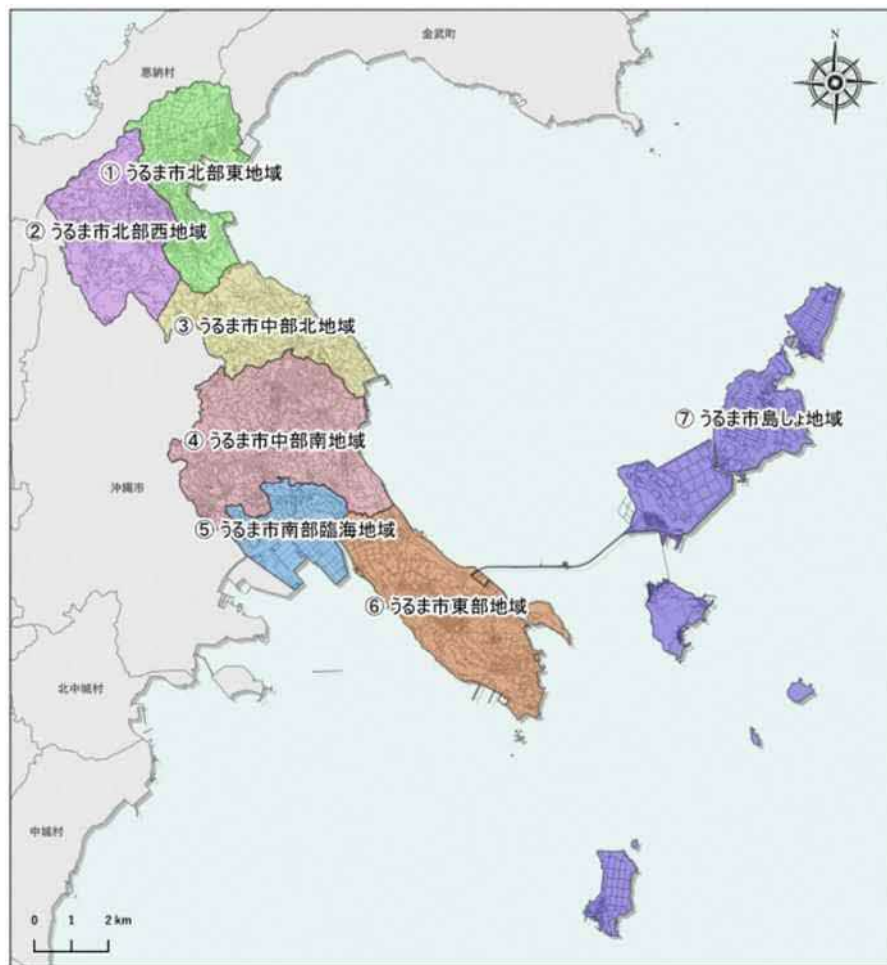 金武町
N
恩納村
① うるま市北部東地域
② うるま市北部西地域
③ うるま市中部北地域
⑦ うるま市島しょ地域
④ うるま市中部南地域
沖縄市
⑤ うるま市南部臨海地域
⑥ うるま市東部地域
北中城村
中城村
0 1 2 km